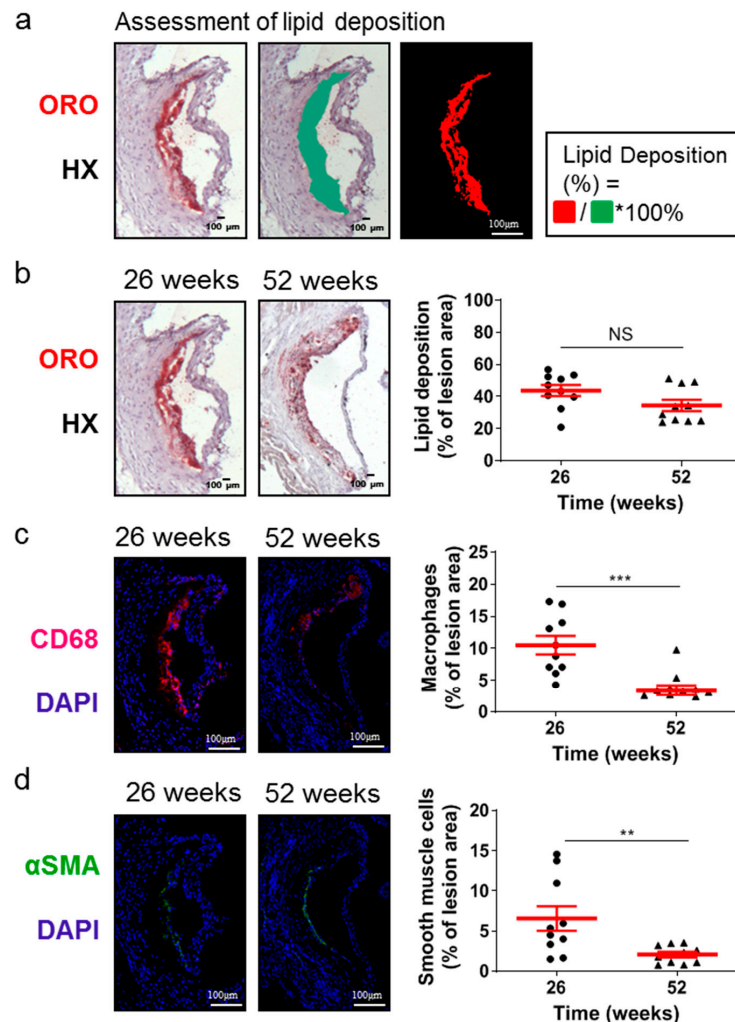 a
Assessment of lipid deposition
ORO
HX
100 µm
100 µm
100µm
Lipid Deposition
(%) =
/ *100%
b
26 weeks
52 weeks
ORO
HX
100 µm
100 µm
Lipid deposition
(% of lesion area)
100
80
60
40
20
0
NS
26
52
Time (weeks)
c
26 weeks
52 weeks
CD68
DAPI
100µm
100µm
Macrophages
(% of lesion area)
25
20
15
10
5
0
***
26
52
Time (weeks)
d
26 weeks
52 weeks
αSMA
DAPI
100µm
100µm
Smooth muscle cells
(% of lesion area)
20
15
10
5
0
**
26
52
Time (weeks)